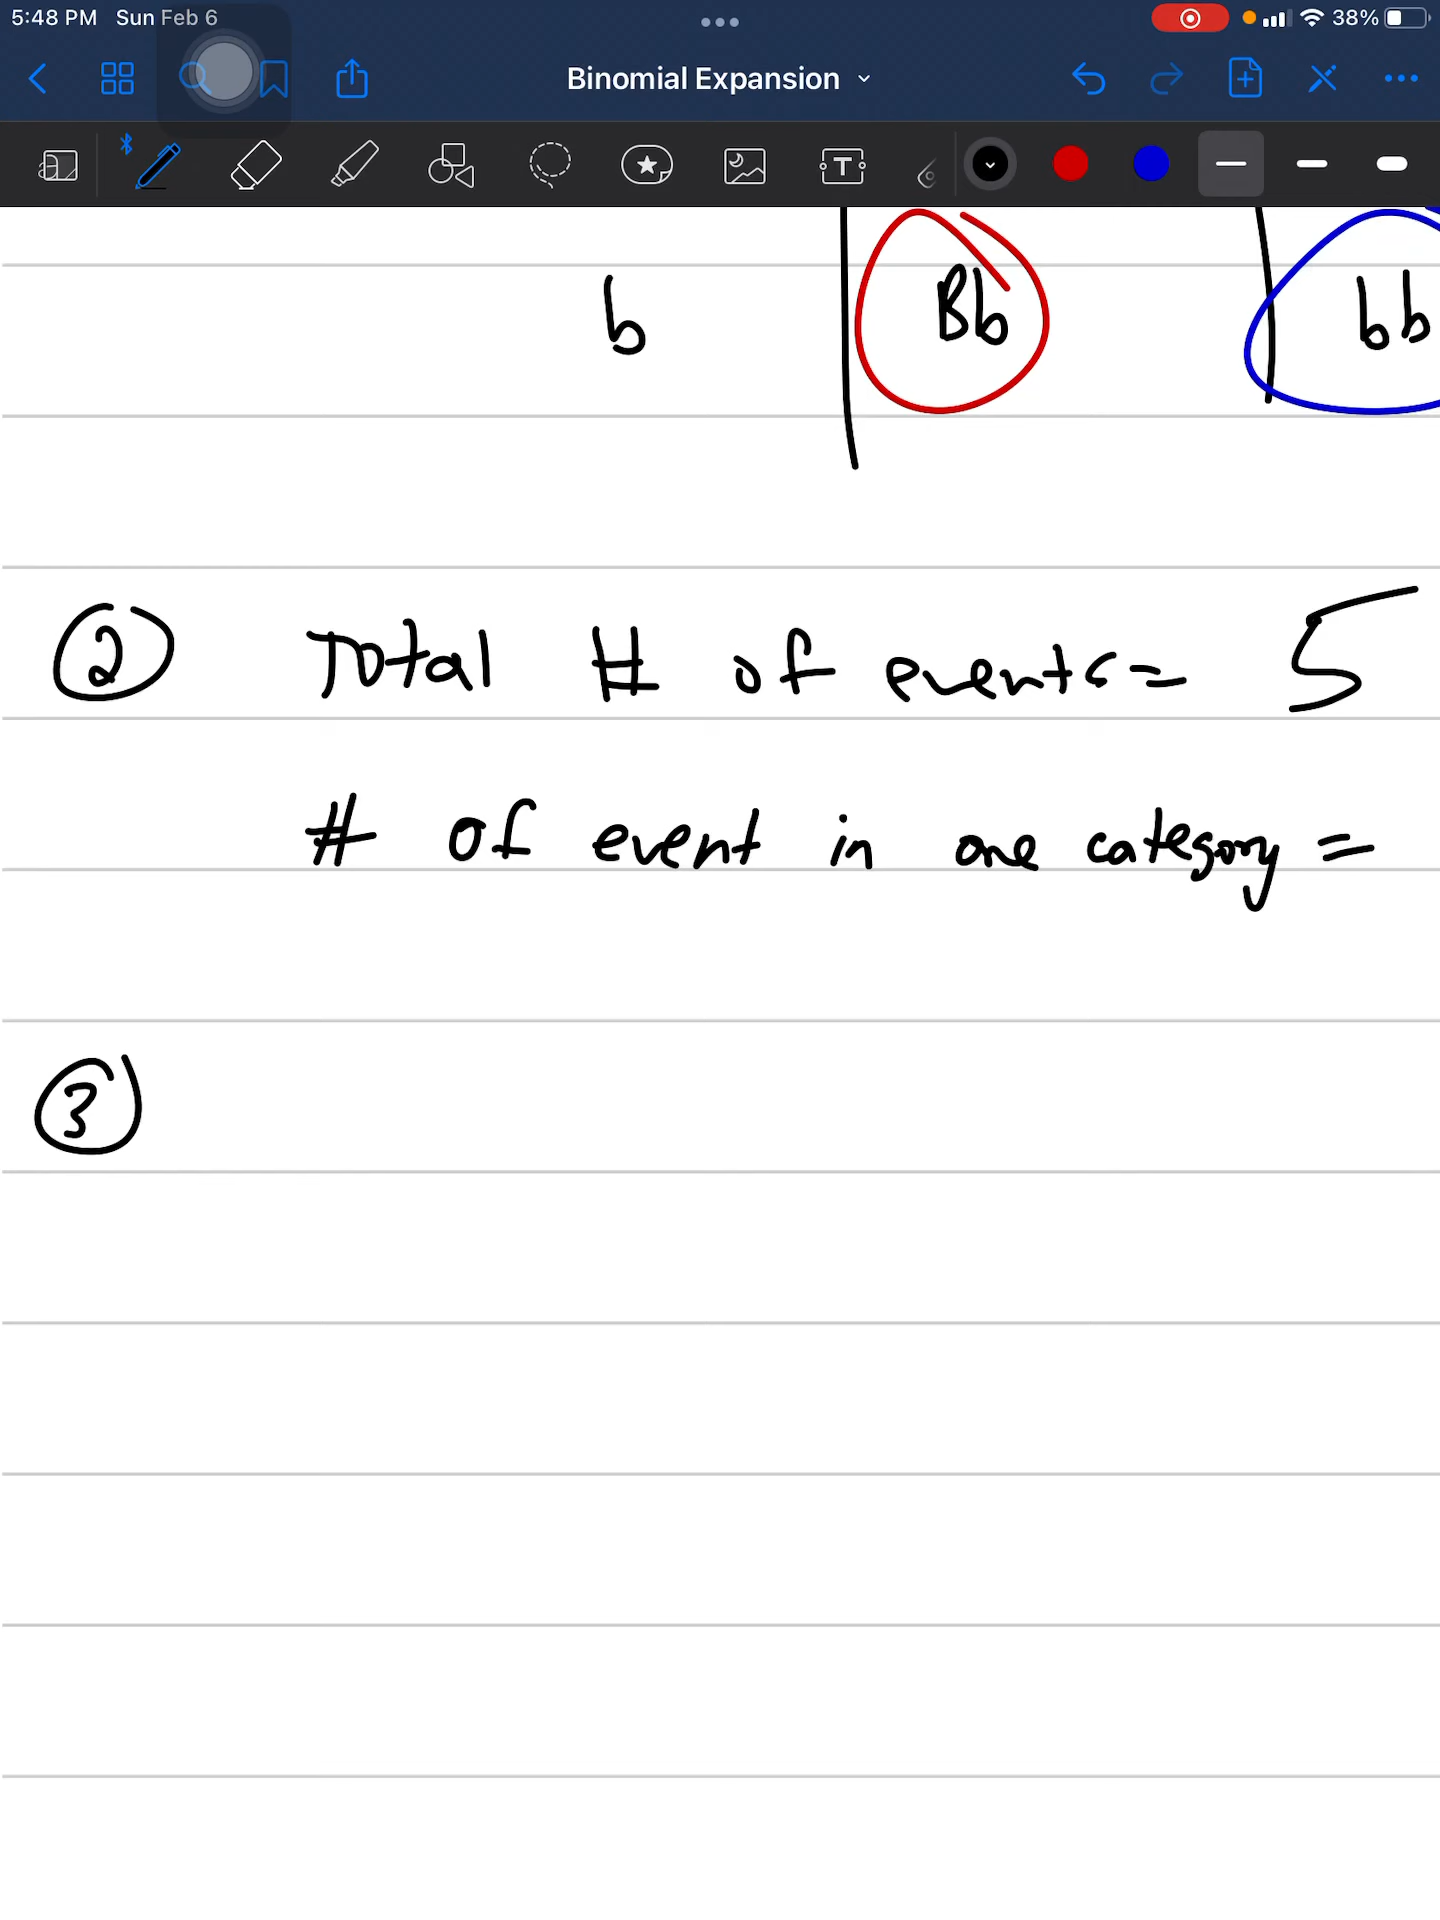 5:48 PM Sun Feb 6
38%
Binomial Expansion
T
b Bb bb
② Total # of events = 5
# of event in one category =
③